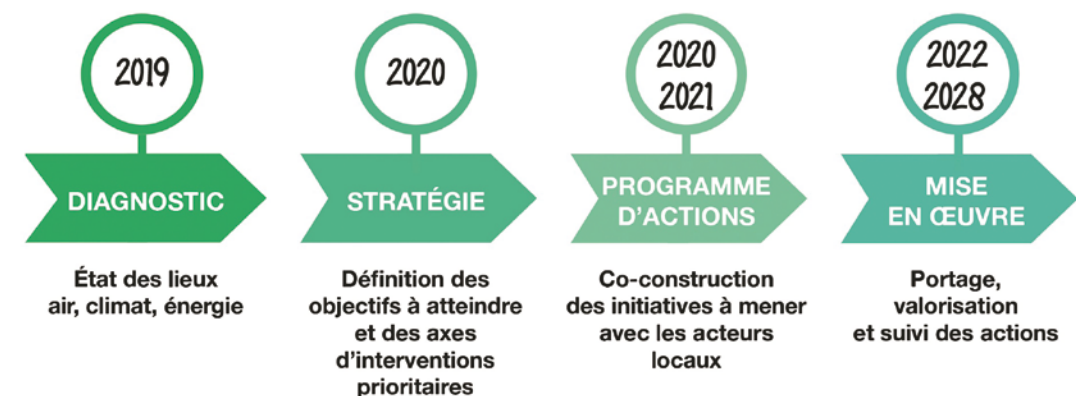 2019
DIAGNOSTIC
État des lieux
air, climat, énergie
2020
STRATÉGIE
Définition des
objectifs à atteindre
et des axes
d'interventions
prioritaires
2020
2021
PROGRAMME
D'ACTIONS
Co-construction
des initiatives à mener
avec les acteurs
locaux
2022
2028
MISE
EN ŒUVRE
Portage,
valorisation
et suivi des actions